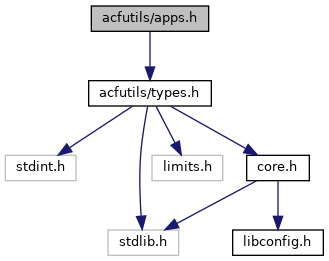 acfutils/apps.h
acfutils/types.h
stdint.h
limits.h
core.h
stdlib.h
libconfig.h